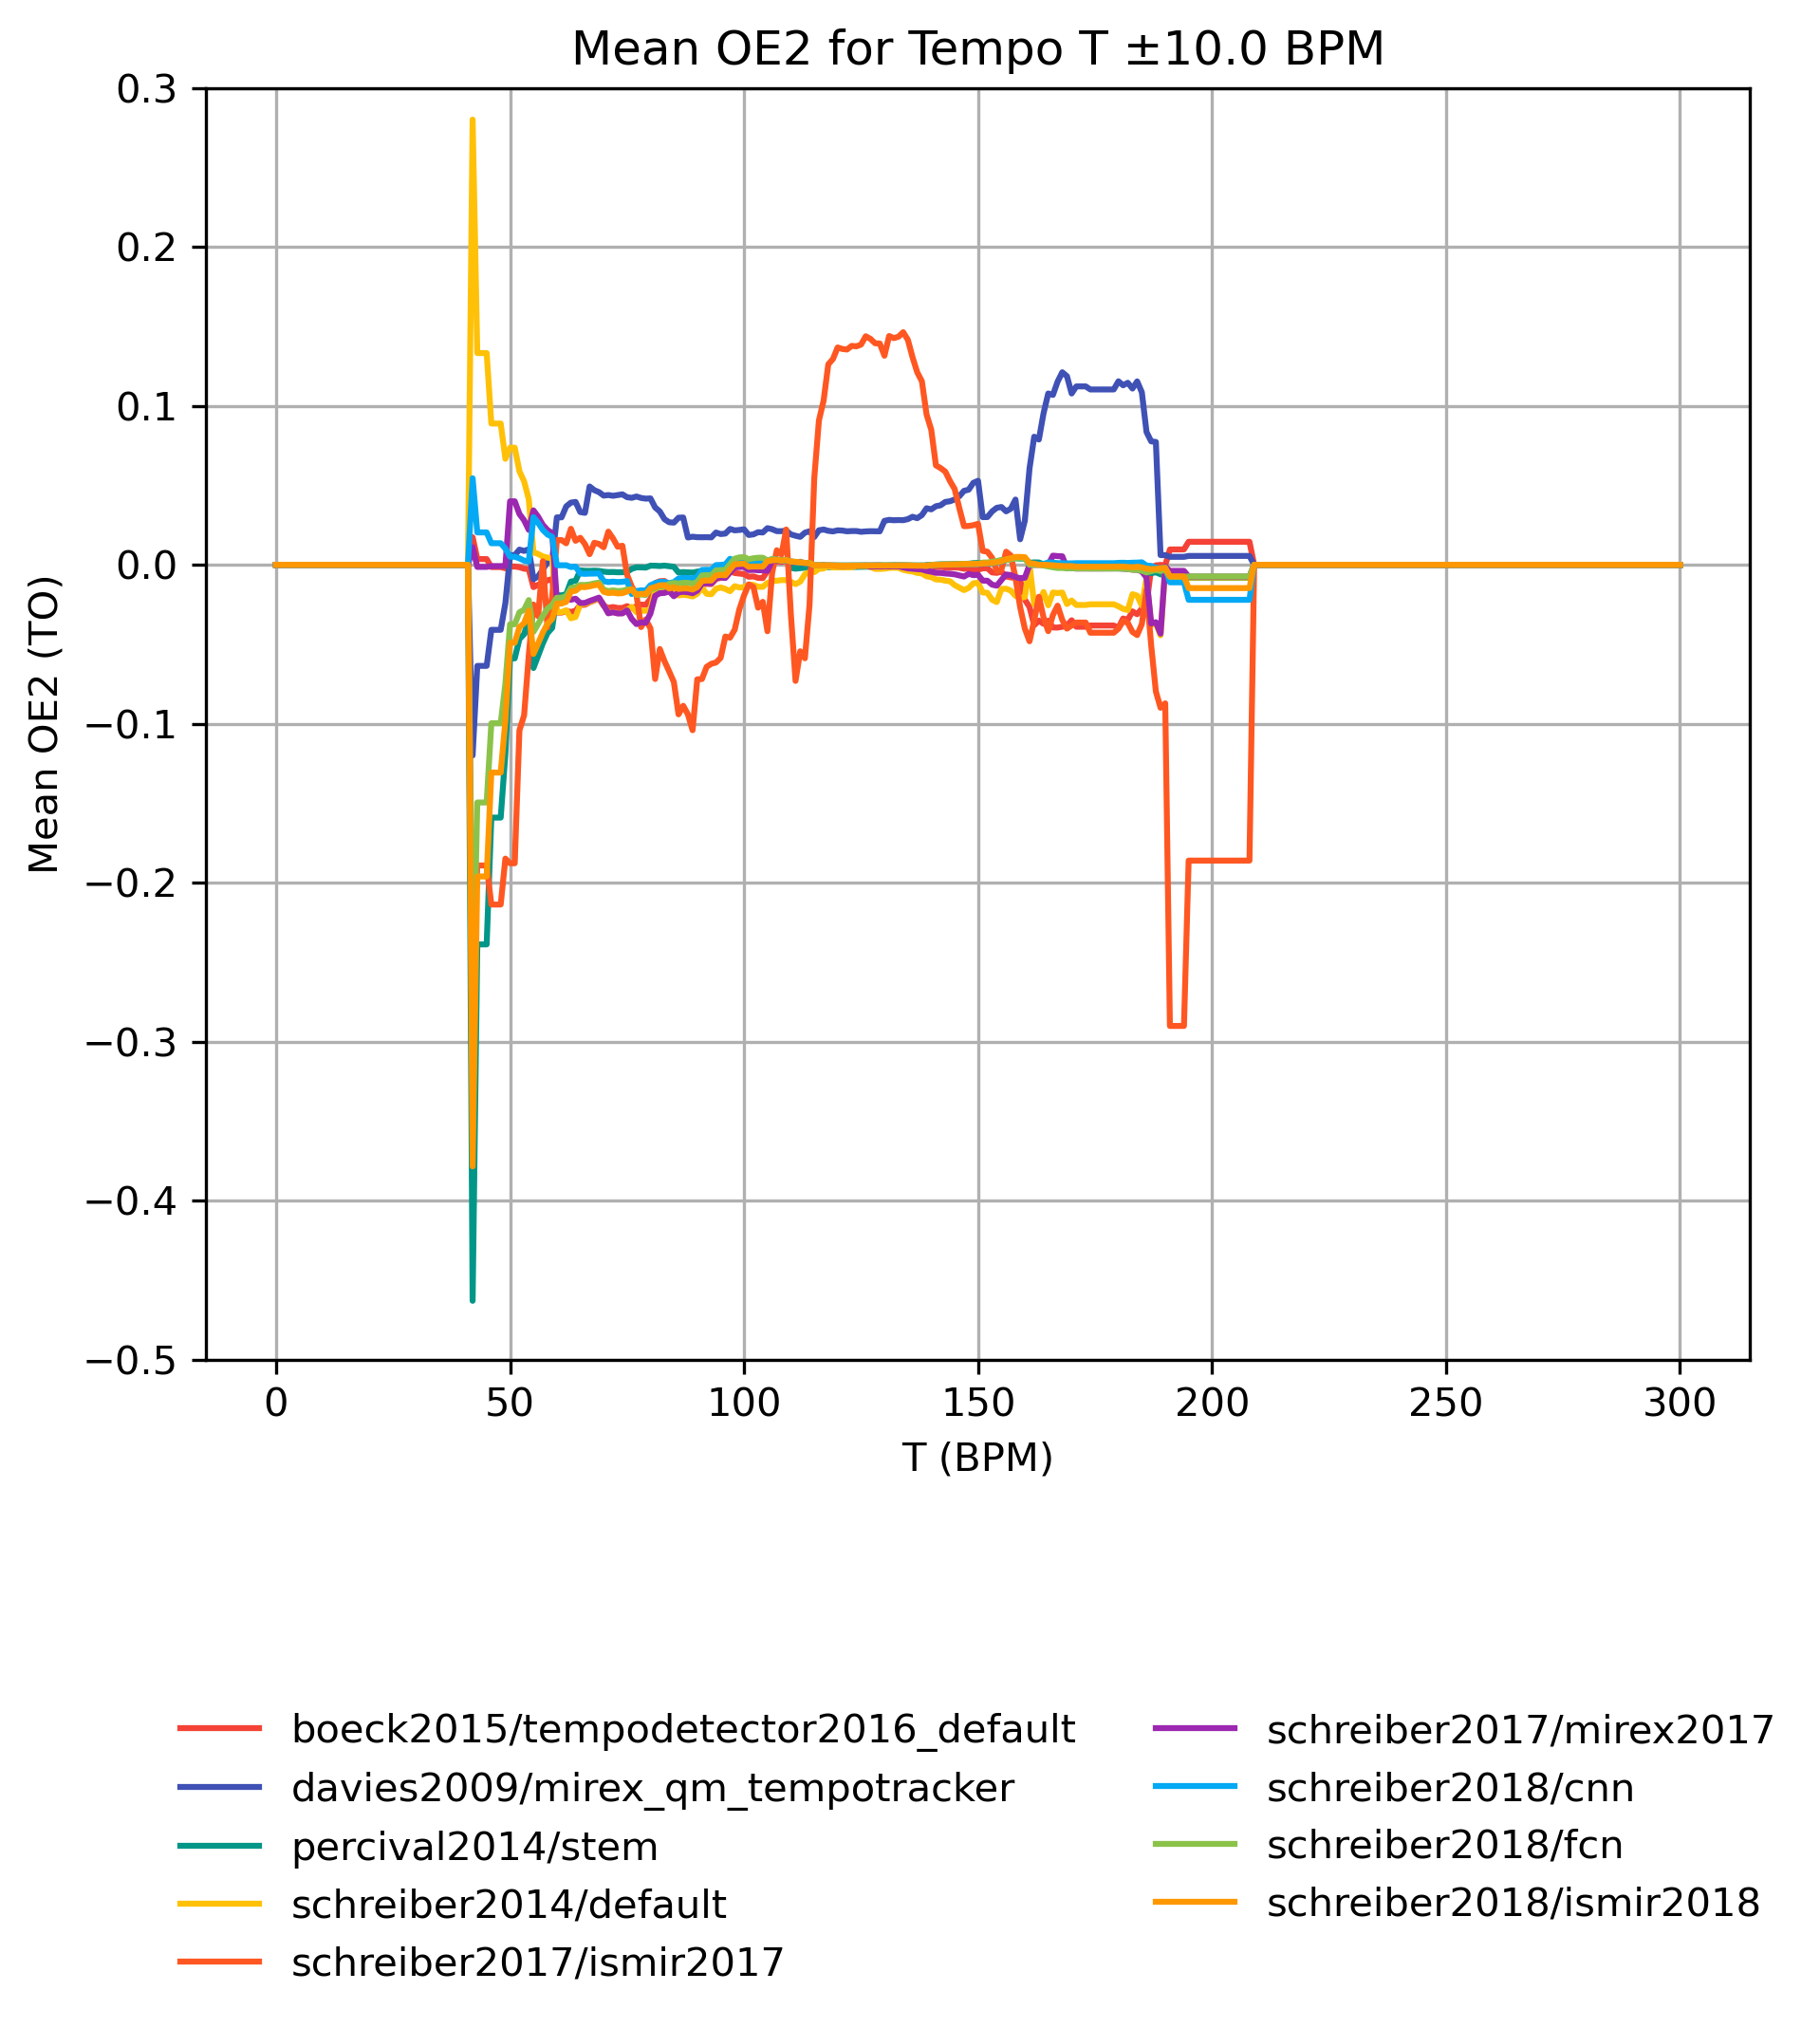 Mean OE2 for Tempo T ±10.0 BPM
0.3
0.2
0.1
0.0
−0.1
−0.2
−0.3
−0.4
−0.5
Mean OE2 (TO)
0 50 100 150 200 250 300
T (BPM)
boeck2015/tempodetector2016_default
davies2009/mirex_qm_tempotracker
percival2014/stem
schreiber2014/default
schreiber2017/ismir2017
schreiber2017/mirex2017
schreiber2018/cnn
schreiber2018/fcn
schreiber2018/ismir2018